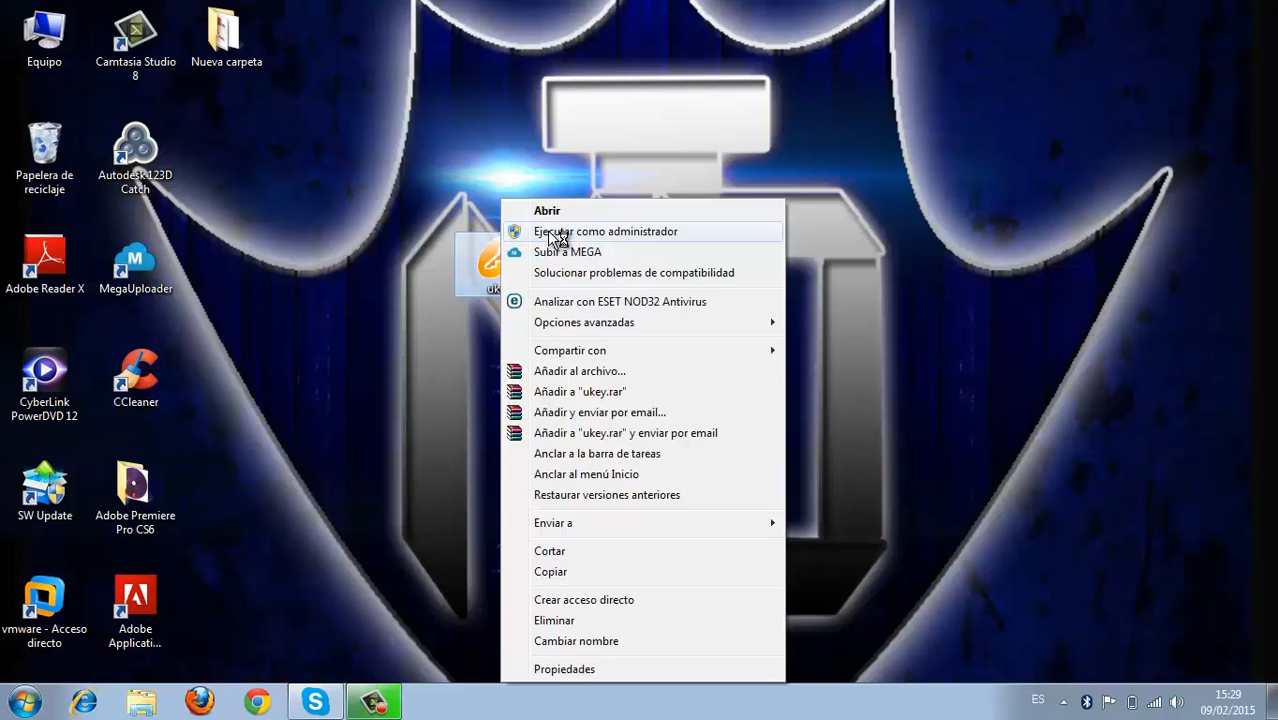 Equipo
Camtasia Studio
8
Nueva carpeta
Papelera de
reciclaje
Autodesk 123D
Catch
Adobe Reader X
MegaUploader
CyberLink
PowerDVD 12
CCleaner
SW Update
Adobe Premiere
Pro CS6
vmware - Acceso
directo
Adobe
Applicati...
uk
Abrir
Ejecutar como administrador
Subir a MEGA
Solucionar problemas de compatibilidad
Analizar con ESET NOD32 Antivirus
Opciones avanzadas
Compartir con
Añadir al archivo...
Añadir a "ukey.rar"
Añadir y enviar por email...
Añadir a "ukey.rar" y enviar por email
Anclar a la barra de tareas
Anclar al menú Inicio
Restaurar versiones anteriores
Enviar a
Cortar
Copiar
Crear acceso directo
Eliminar
Cambiar nombre
Propiedades
ES
15:29
09/02/2015